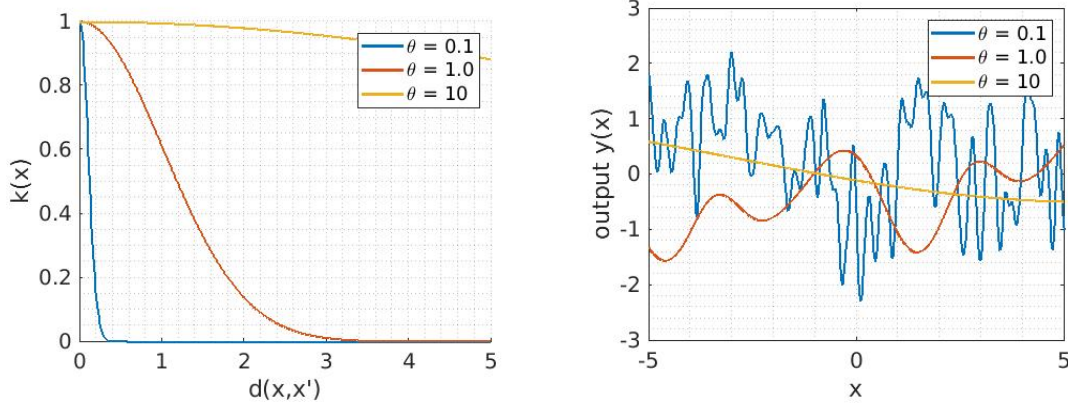 1
0.8
0.6
0.4
0.2
0
k(x)
0 1 2 3 4 5
d(x,x')
θ = 0.1
θ = 1.0
θ = 10
3
2
1
0
-1
-2
-3
output y(x)
-5 0 5
x
θ = 0.1
θ = 1.0
θ = 10